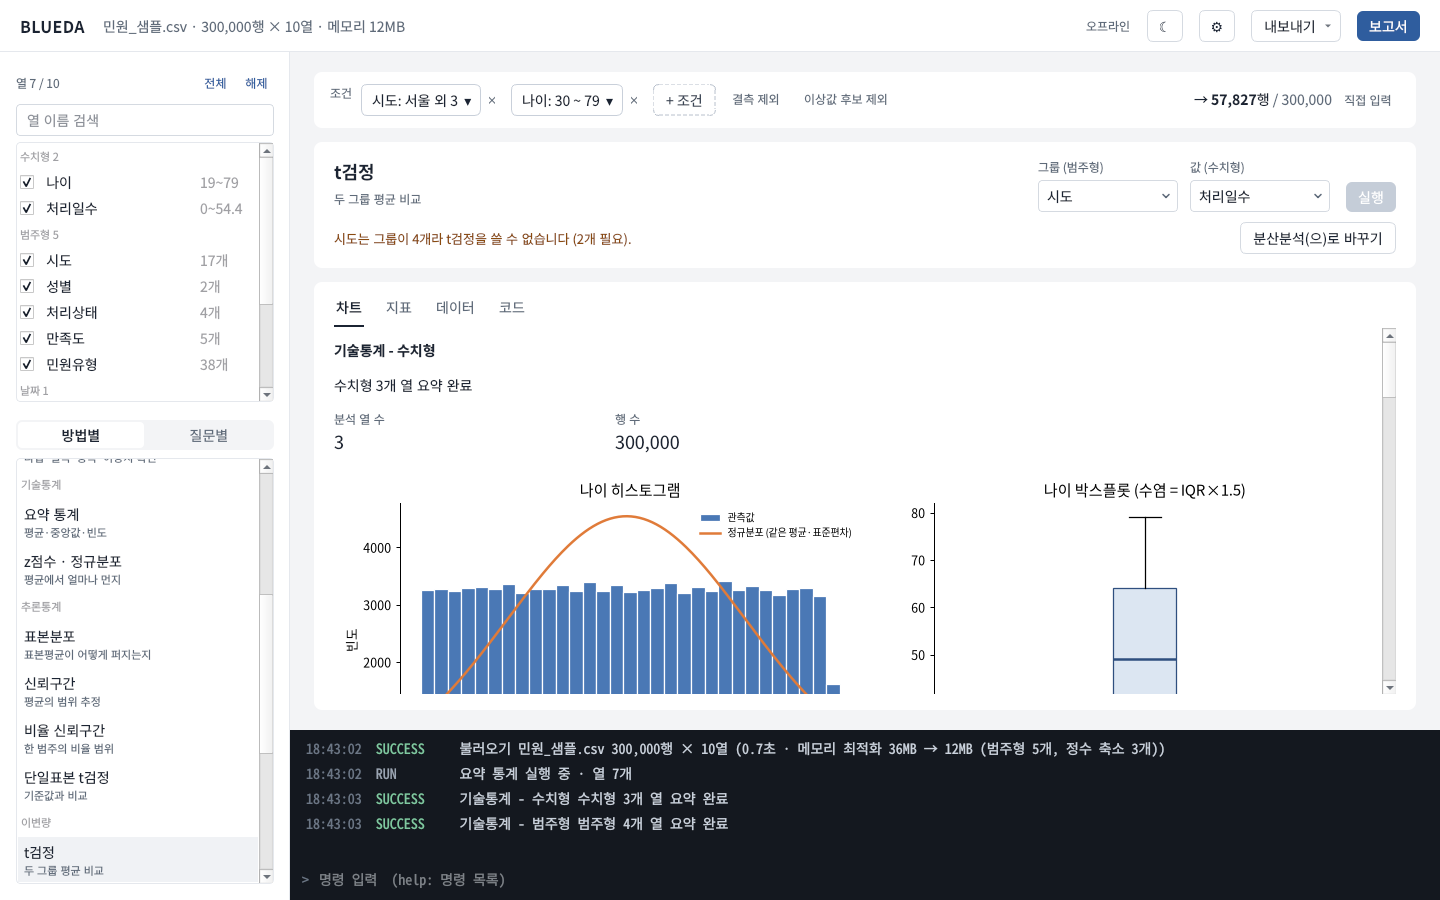 BLUEDA 민원_샘플.csv · 300,000행 × 10열 · 메모리 12MB 오프라인 ☾ ⚙ 내보내기 보고서
열 7 / 10 전체 해제
열 이름 검색
수치형 2
나이 19~79
처리일수 0~54.4
범주형 5
시도 17개
성별 2개
처리상태 4개
만족도 5개
민원유형 38개
날짜 1
방법별 질문별
기술통계
요약 통계
평균·중앙값·빈도
z점수 · 정규분포
평균에서 얼마나 먼지
추론통계
표본분포
표본평균이 어떻게 퍼지는지
신뢰구간
평균의 범위 추정
비율 신뢰구간
한 범주의 비율 범위
단일표본 t검정
기준값과 비교
이변량
t검정
두 그룹 평균 비교
조건 시도: 서울 외 3 ▾ × 나이: 30 ~ 79 ▾ × + 조건 결측 제외 이상값 후보 제외 → 57,827행 / 300,000 직접 입력
t검정
두 그룹 평균 비교
그룹 (범주형) 값 (수치형)
시도 처리일수 실행
시도는 그룹이 4개라 t검정을 쓸 수 없습니다 (2개 필요).
분산분석(으)로 바꾸기
차트 지표 데이터 코드
기술통계 - 수치형
수치형 3개 열 요약 완료
분석 열 수 행 수
3 300,000
나이 히스토그램
관측값
정규분포 (같은 평균·표준편차)
빈도
4000
3000
2000
나이 박스플롯 (수염 = IQR×1.5)
80
70
60
50
18:43:02 SUCCESS 불러오기 민원_샘플.csv 300,000행 × 10열 (0.7초 · 메모리 최적화 36MB → 12MB (범주형 5개, 정수 축소 3개))
18:43:02 RUN 요약 통계 실행 중 · 열 7개
18:43:03 SUCCESS 기술통계 - 수치형 수치형 3개 열 요약 완료
18:43:03 SUCCESS 기술통계 - 범주형 범주형 4개 열 요약 완료
> 명령 입력 (help: 명령 목록)